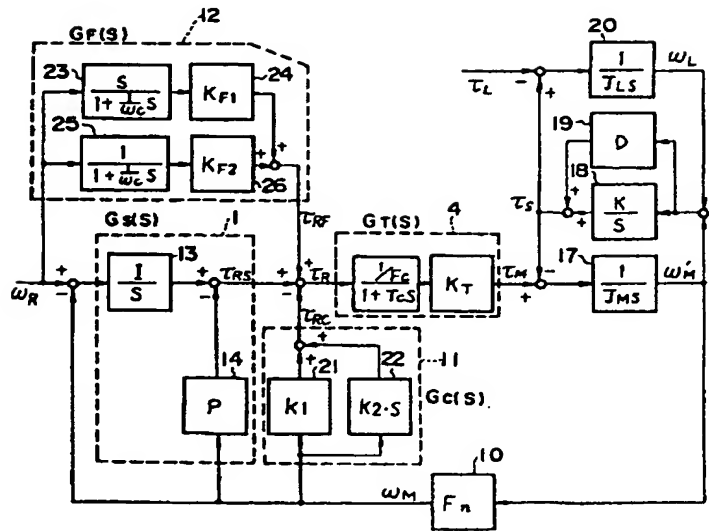 GF(S)
12
20
23
24
S
1+1/ωc S
KF1
τL
-
+
1
JLS
ωL
25
1
1+1/ωc S
KF2
26
+
+
19
D
18
K
S
+
+
τS
τRF
GS(S)
1
GT(S)
4
13
ωR
+
-
I
S
+
-
τRS
+
+
+
τR
1/FG
1+TCS
KT
τM
-
+
17
1
JMS
ω'M
τRC
14
P
+
+
21
22
11
K1
K2·S
GC(S)
10
ωM
Fn